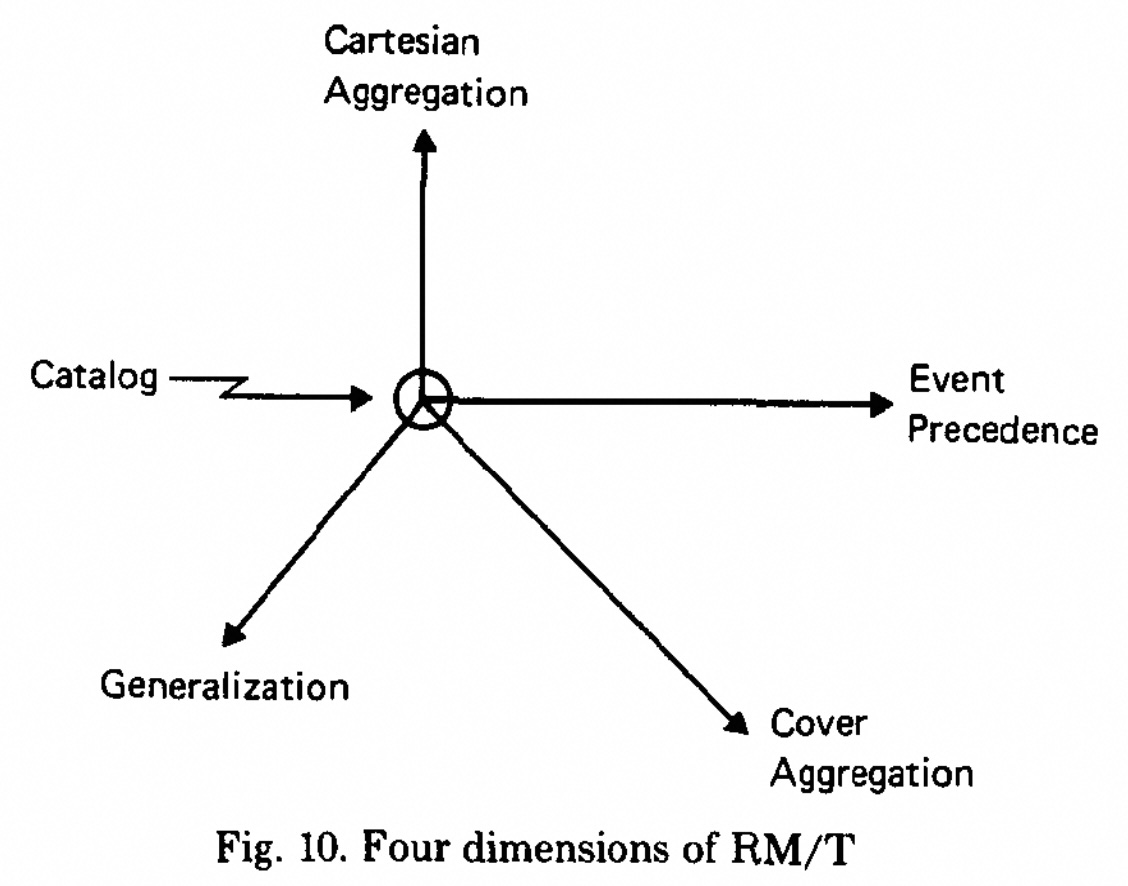 Cartesian
Aggregation
Catalog
Event
Precedence
Generalization
Cover
Aggregation
Fig. 10. Four dimensions of RM/T